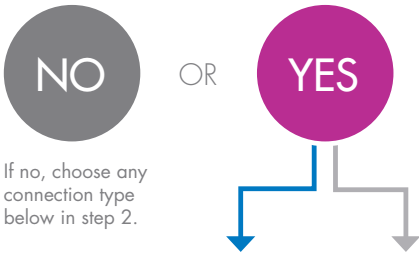 NO OR YES
If no, choose any
connection type
below in step 2.